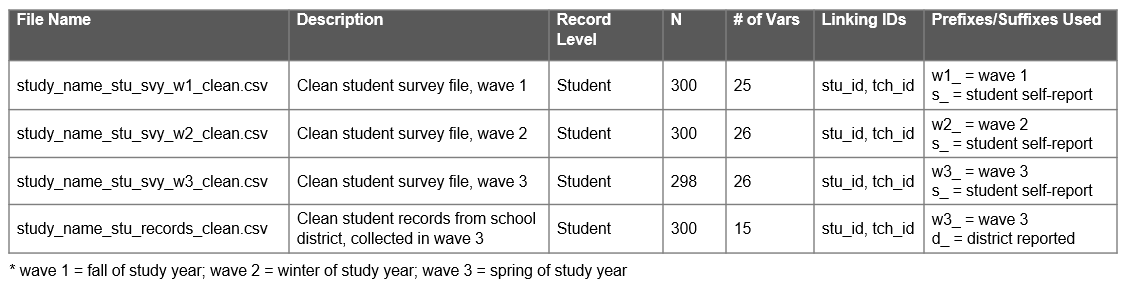 File Name Description Record Level N # of Vars Linking IDs Prefixes/Suffixes Used
study_name_stu_svy_w1_clean.csv Clean student survey file, wave 1 Student 300 25 stu_id, tch_id w1_ = wave 1
s_ = student self-report
study_name_stu_svy_w2_clean.csv Clean student survey file, wave 2 Student 300 26 stu_id, tch_id w2_ = wave 2
s_ = student self-report
study_name_stu_svy_w3_clean.csv Clean student survey file, wave 3 Student 298 26 stu_id, tch_id w3_ = wave 3
s_ = student self-report
study_name_stu_records_clean.csv Clean student records from school district, collected in wave 3 Student 300 15 stu_id, tch_id w3_ = wave 3
d_ = district reported
* wave 1 = fall of study year; wave 2 = winter of study year; wave 3 = spring of study year